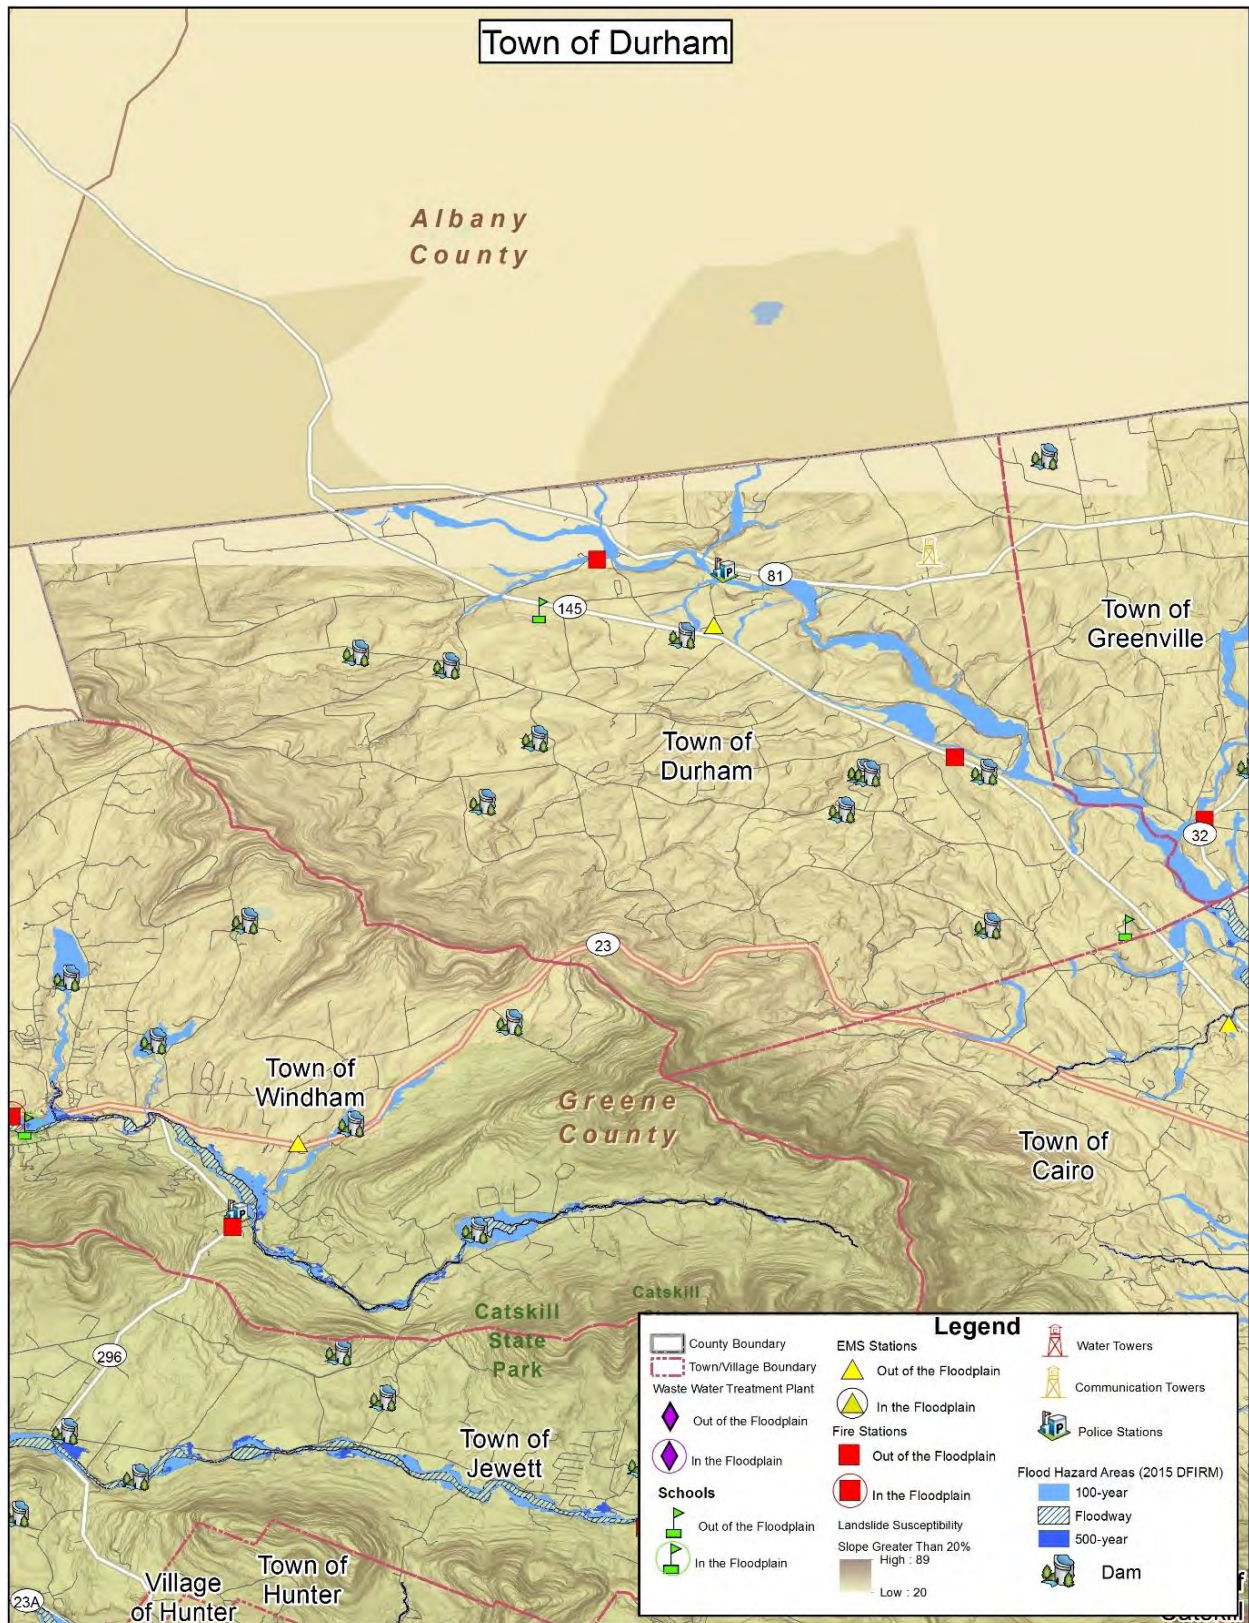 Town of Durham
Albany
County
81
145
Town of
Greenville
Town of
Durham
32
23
Town of
Windham
Greene
County
Town of
Cairo
Catskill
State
Park
Catskill
296
Town of
Jewett
Town of
Hunter
Village
of Hunter
23A
Legend
County Boundary
Town/Village Boundary
Waste Water Treatment Plant
Out of the Floodplain
In the Floodplain
Schools
Out of the Floodplain
In the Floodplain
EMS Stations
Out of the Floodplain
In the Floodplain
Fire Stations
Out of the Floodplain
In the Floodplain
Landslide Susceptibility
Slope Greater Than 20%
High : 89
Low : 20
Water Towers
Communication Towers
Police Stations
Flood Hazard Areas (2015 DFIRM)
100-year
Floodway
500-year
Dam